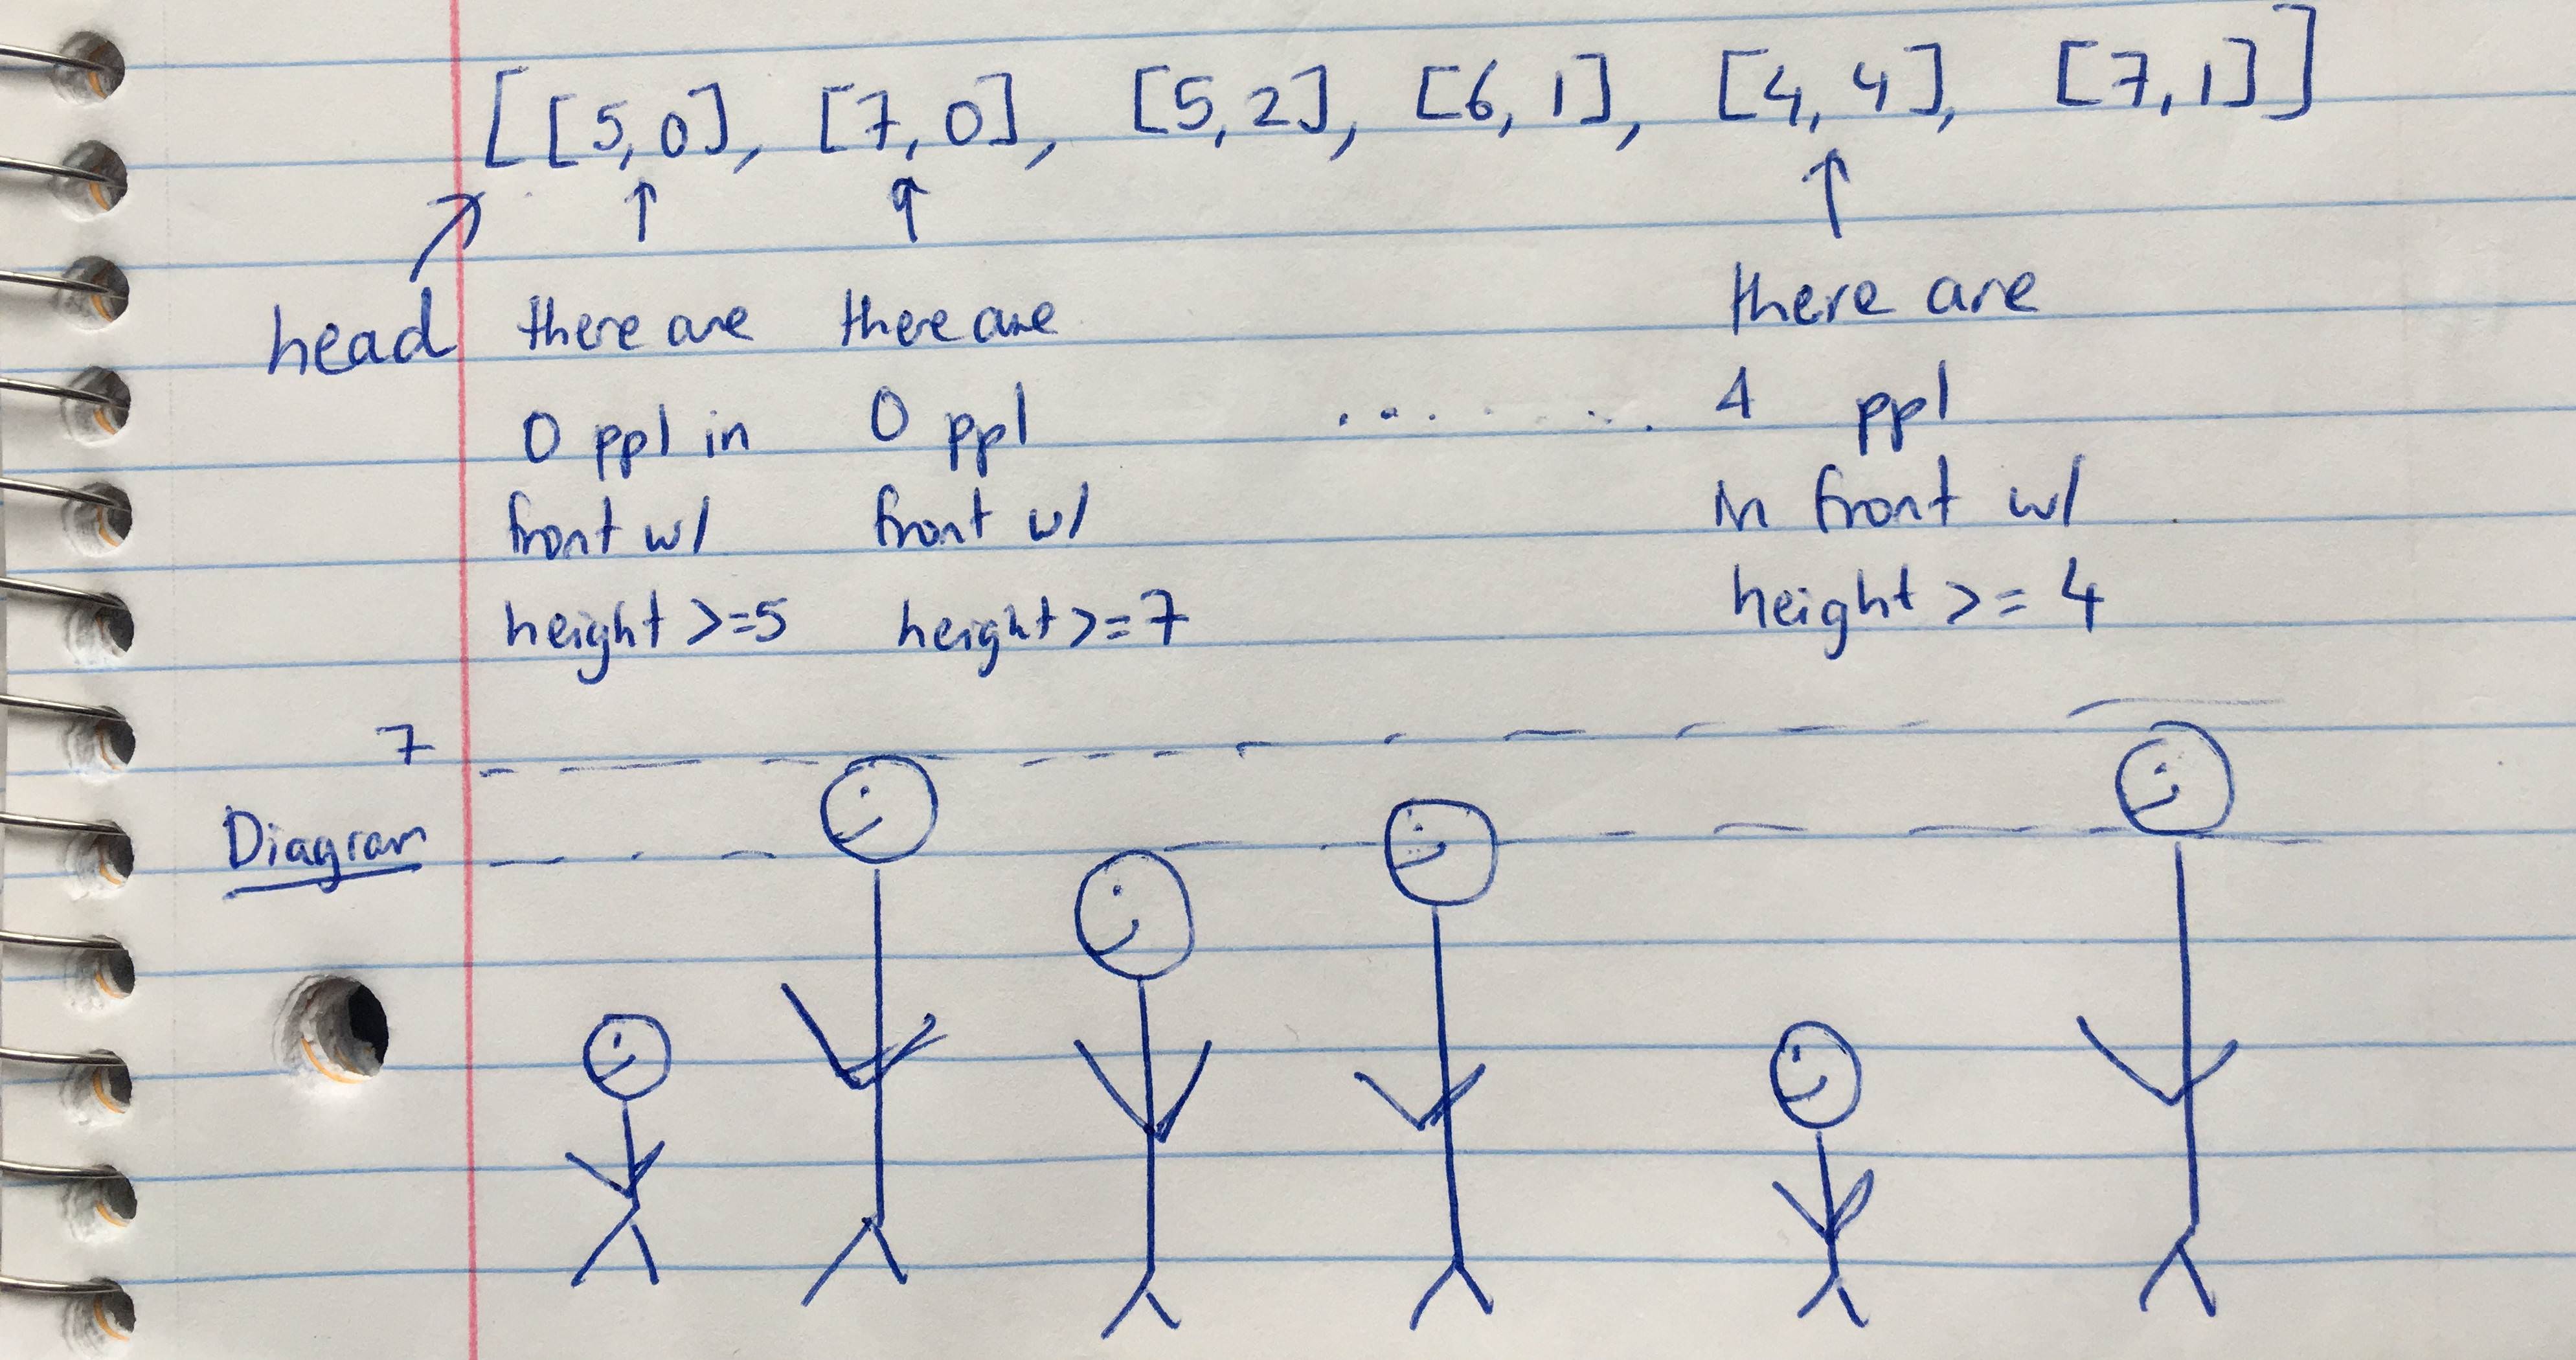 [[5,0], [7,0], [5,2], [6,1], [4,4], [7,1]]
head
there are
0 ppl in
front w/
height >=5
there are
0 ppl
front w/
height >=7
........
there are
4 ppl
in front w/
height >= 4
7
Diagram